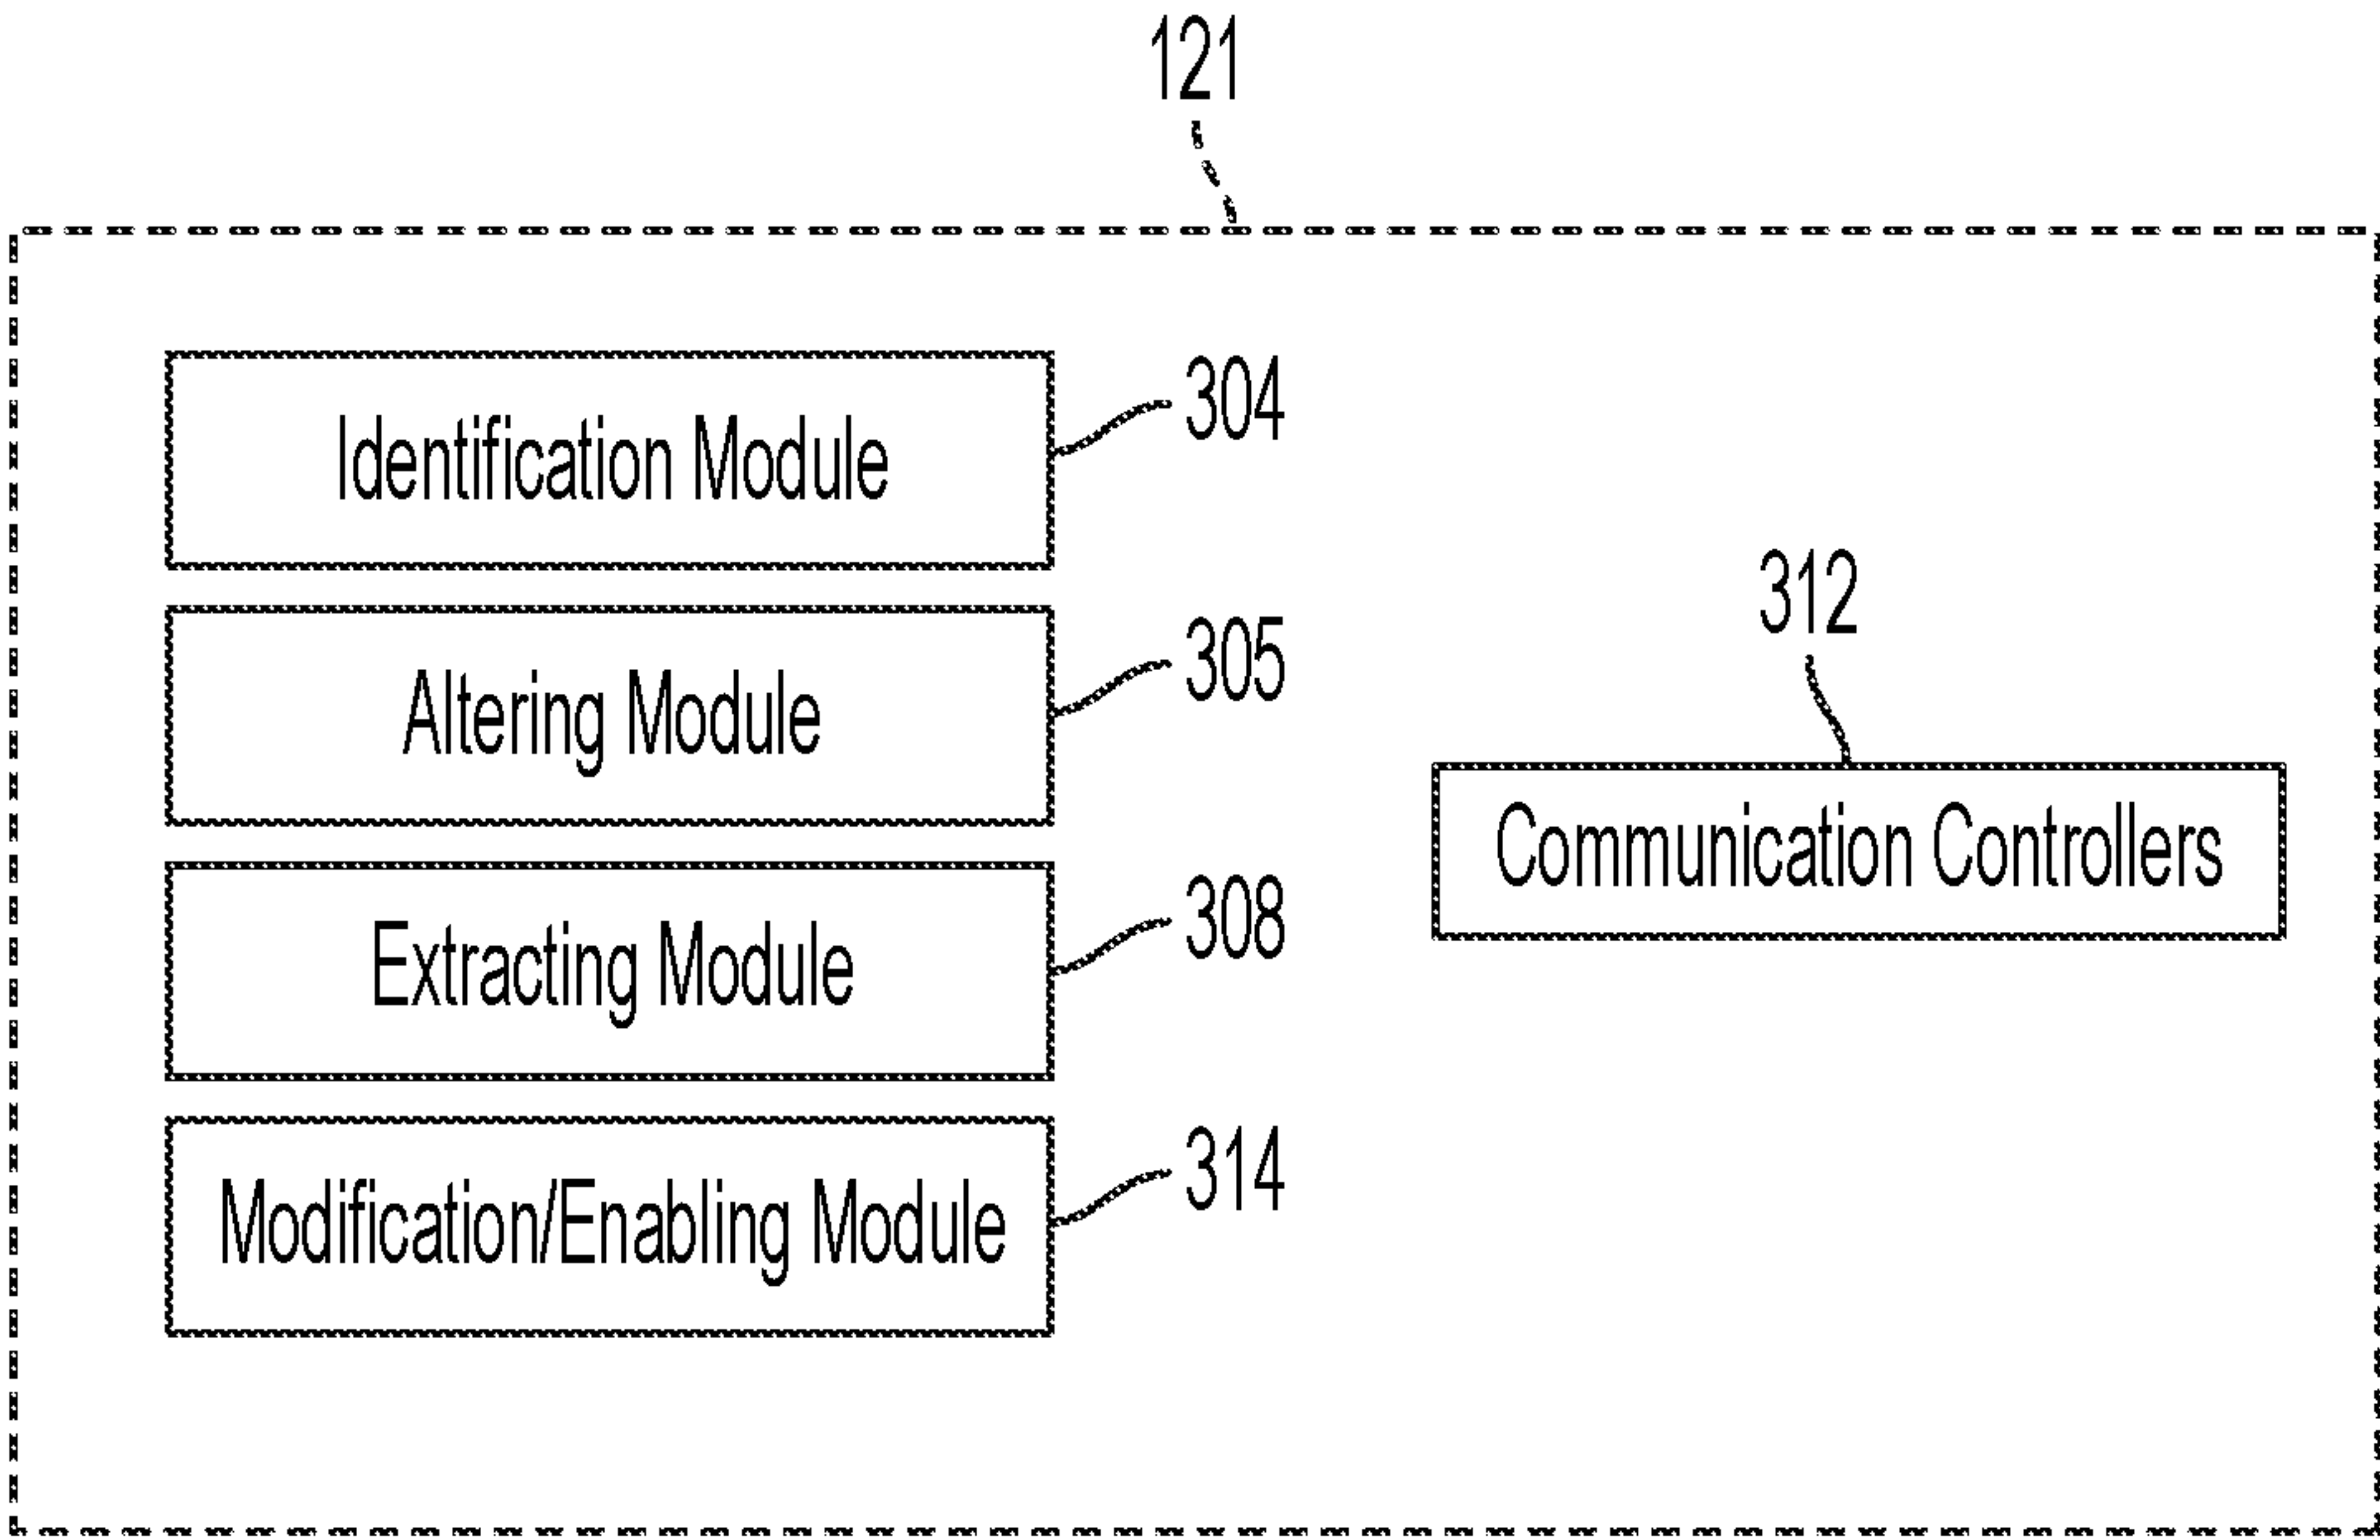 121
Identification Module
304
Altering Module
305
Extracting Module
308
Modification/Enabling Module
314
312
Communication Controllers